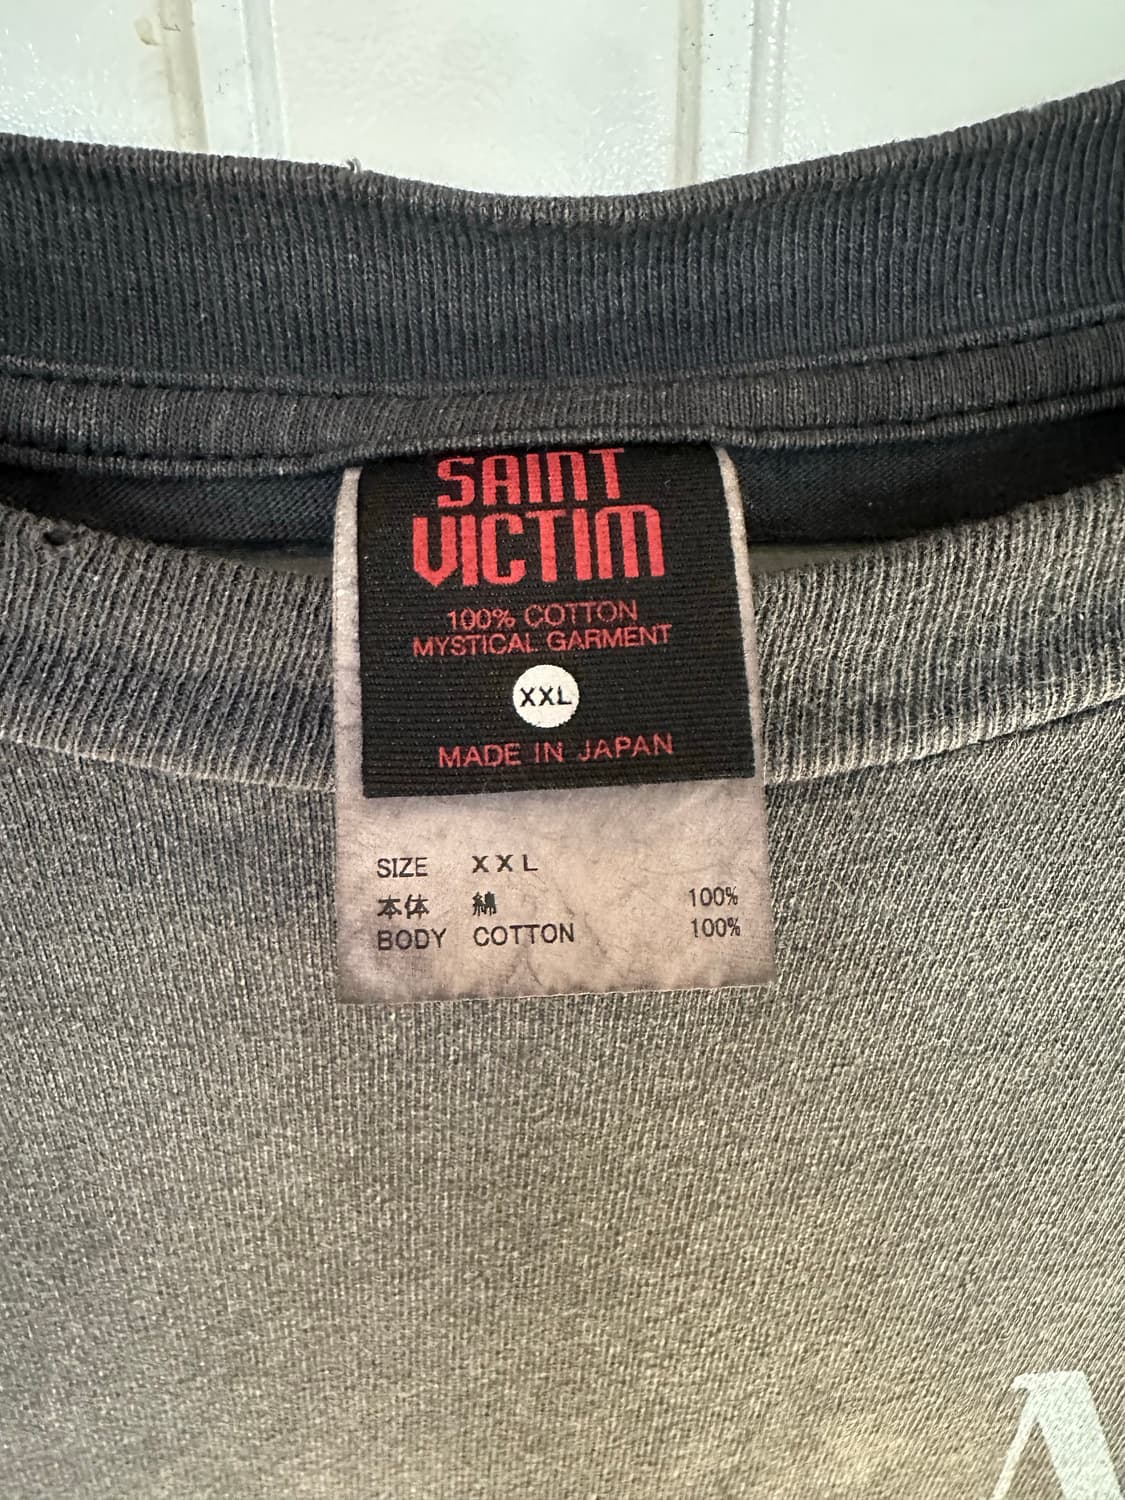 SAINT
VICTIM
100% COTTON
MYSTICAL GARMENT
XXL
MADE IN JAPAN
SIZE XXL
本体 綿 100%
BODY COTTON 100%